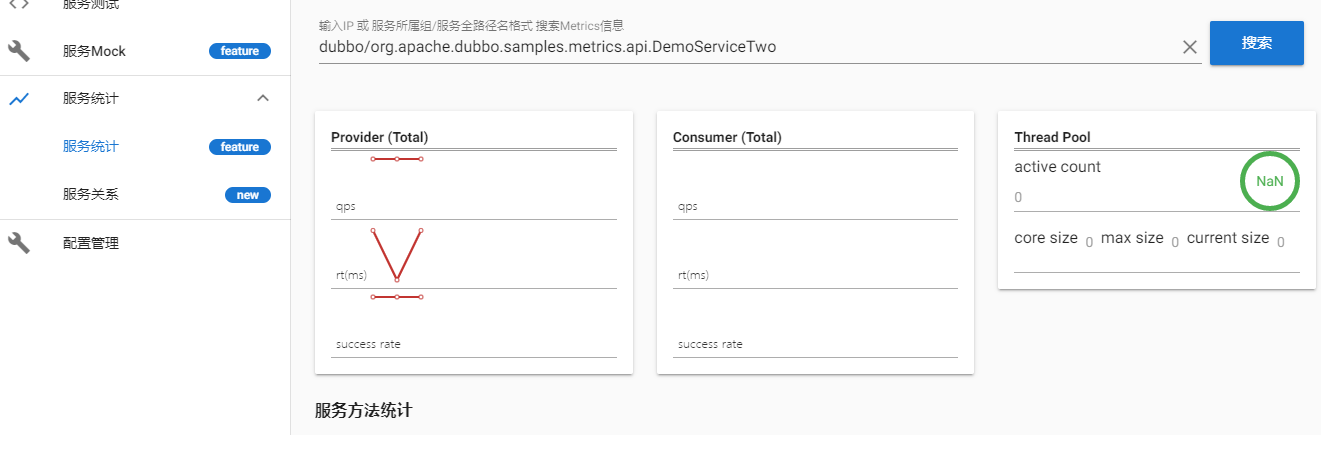 服务测试
服务Mock feature
服务统计
服务统计 feature
服务关系 new
配置管理
输入IP 或 服务所属组/服务全路径名格式 搜索Metrics信息
dubbo/org.apache.dubbo.samples.metrics.api.DemoServiceTwo
搜索
Provider (Total)
qps
rt(ms)
success rate
Consumer (Total)
qps
rt(ms)
success rate
Thread Pool
active count
0
NaN
core size 0 max size 0 current size 0
服务方法统计